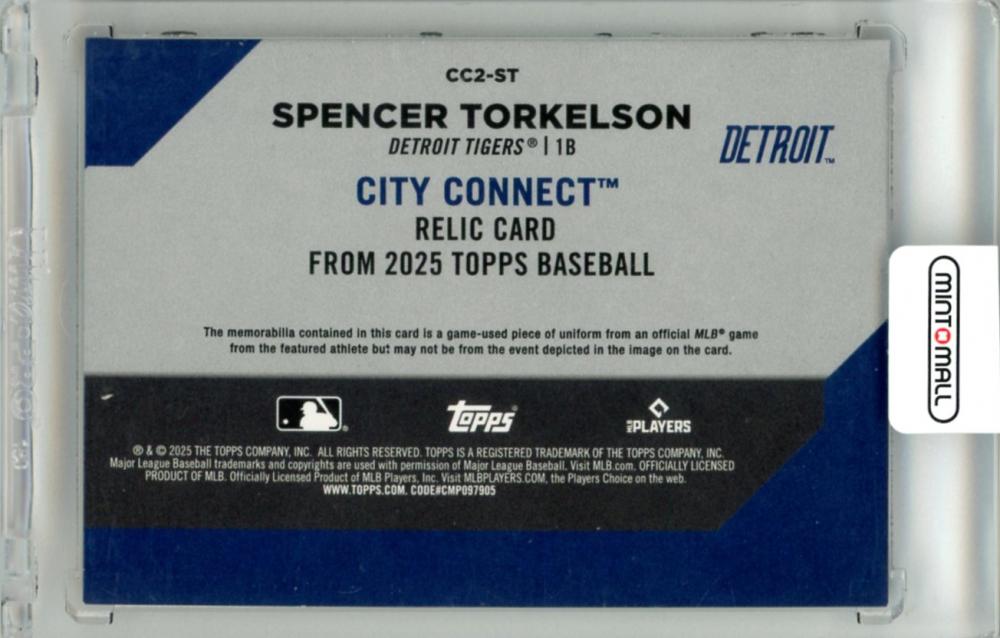 CC2-ST
SPENCER TORKELSON
DETROIT TIGERS® | 1B
DETROIT™
CITY CONNECT™
RELIC CARD
FROM 2025 TOPPS BASEBALL
The memorabilia contained in this card is a game-used piece of uniform from an official MLB® game
from the featured athlete but may not be from the event depicted in the image on the card.
topps®
PLAYERS
® & © 2025 THE TOPPS COMPANY, INC. ALL RIGHTS RESERVED. TOPPS IS A REGISTERED TRADEMARK OF THE TOPPS COMPANY, INC.
Major League Baseball trademarks and copyrights are used with permission of Major League Baseball. Visit MLB.com. OFFICIALLY LICENSED
PRODUCT OF MLB. Officially Licensed Product of MLB Players, Inc. Visit MLBPLAYERS.COM, the Players Choice on the web.
WWW.TOPPS.COM. CODE#CMP097905
MINTOMALL